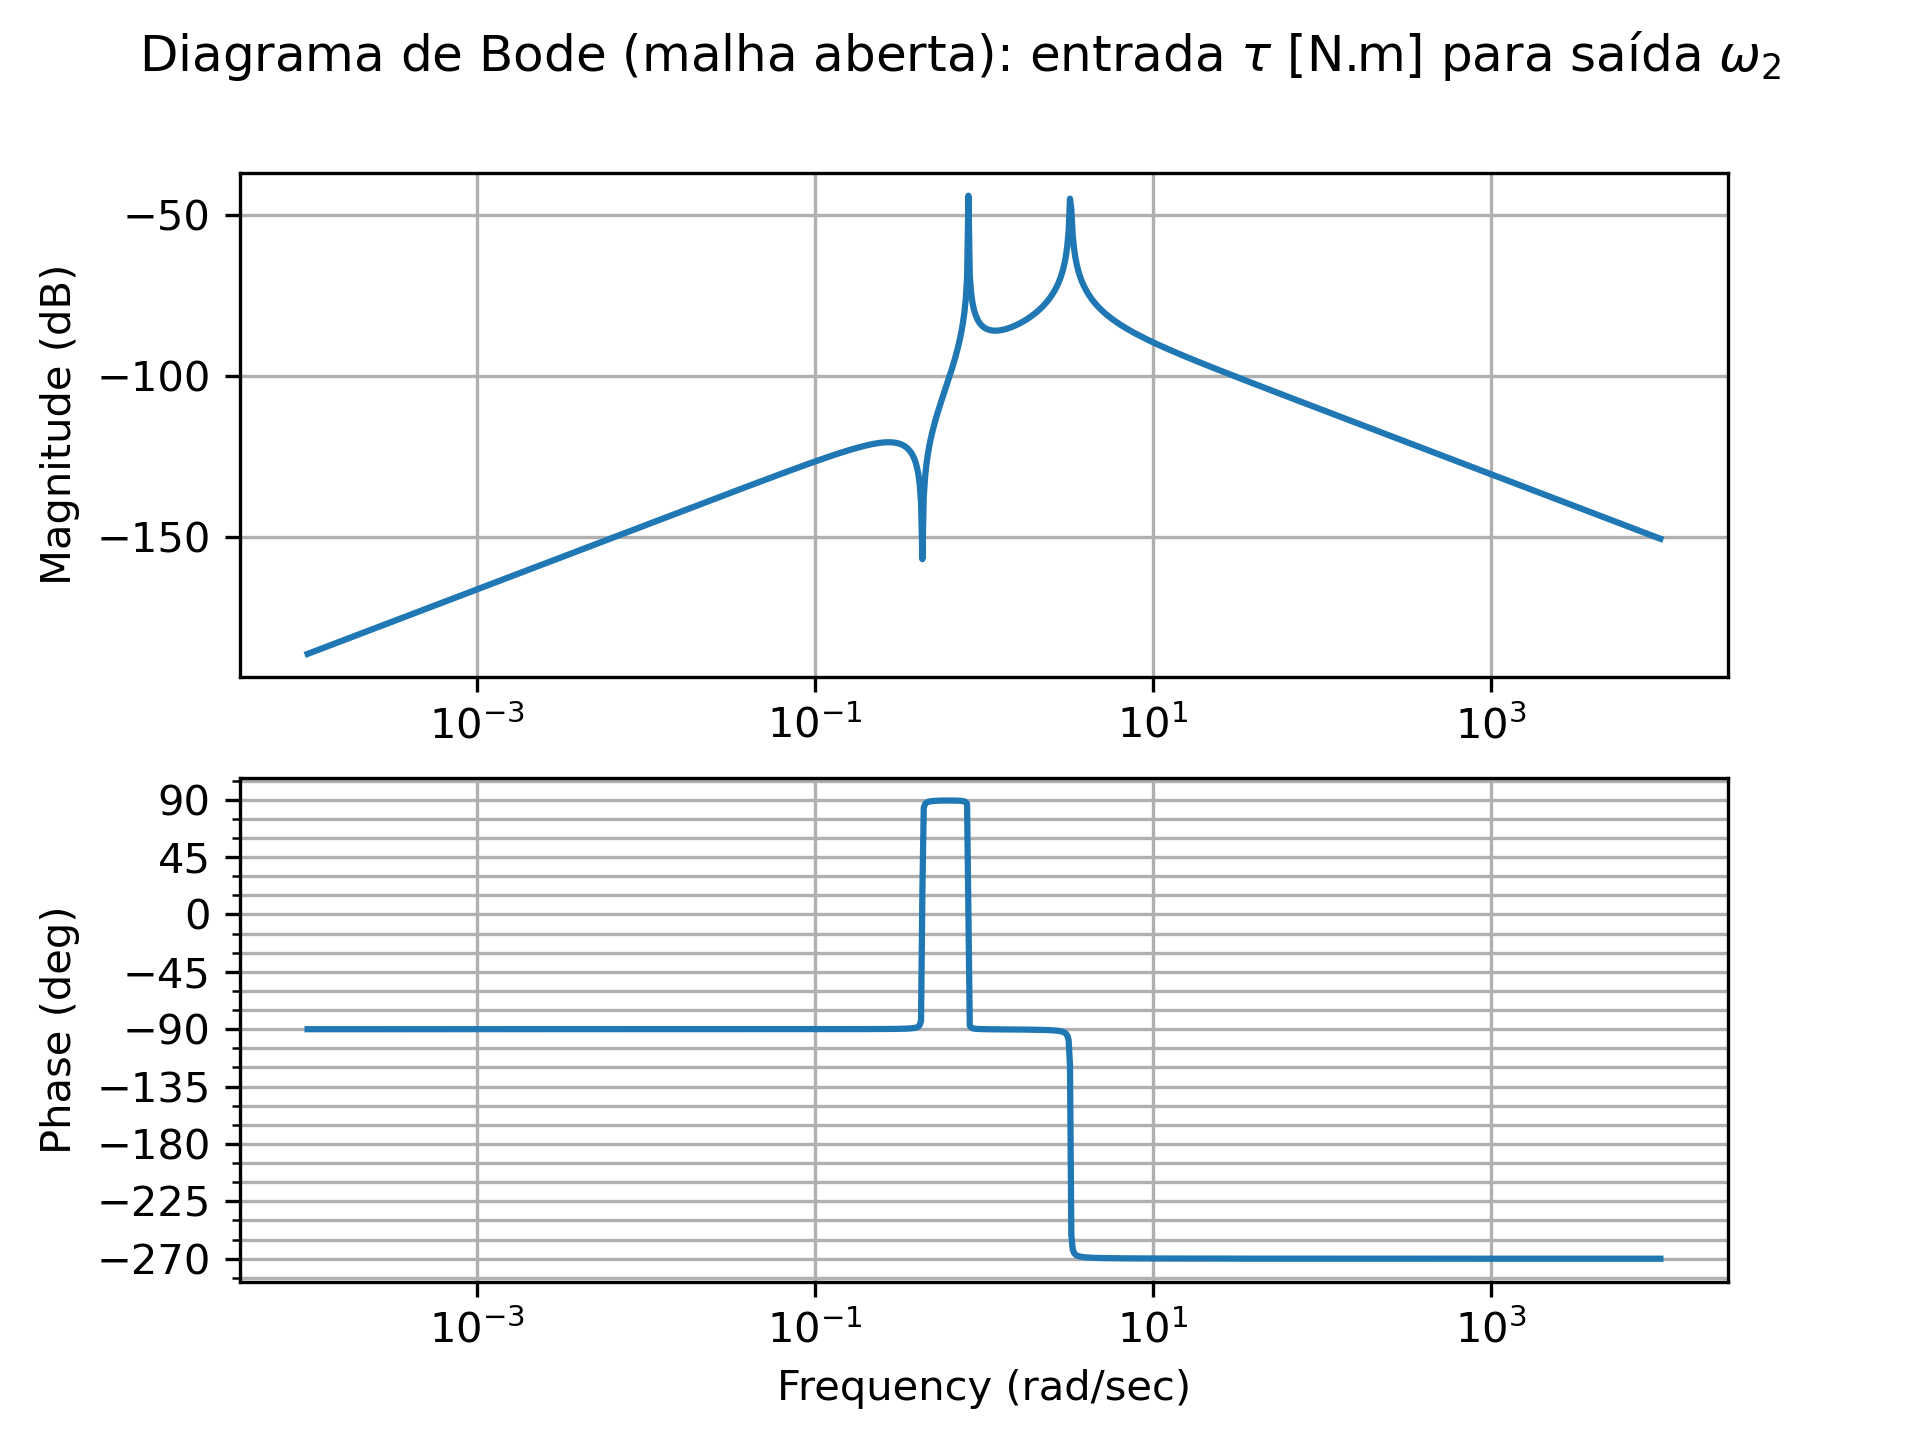 Diagrama de Bode (malha aberta): entrada τ [N.m] para saída ω₂
Magnitude (dB)
−50
−100
−150
10⁻³ 10⁻¹ 10¹ 10³
Phase (deg)
90
45
0
−45
−90
−135
−180
−225
−270
10⁻³ 10⁻¹ 10¹ 10³
Frequency (rad/sec)